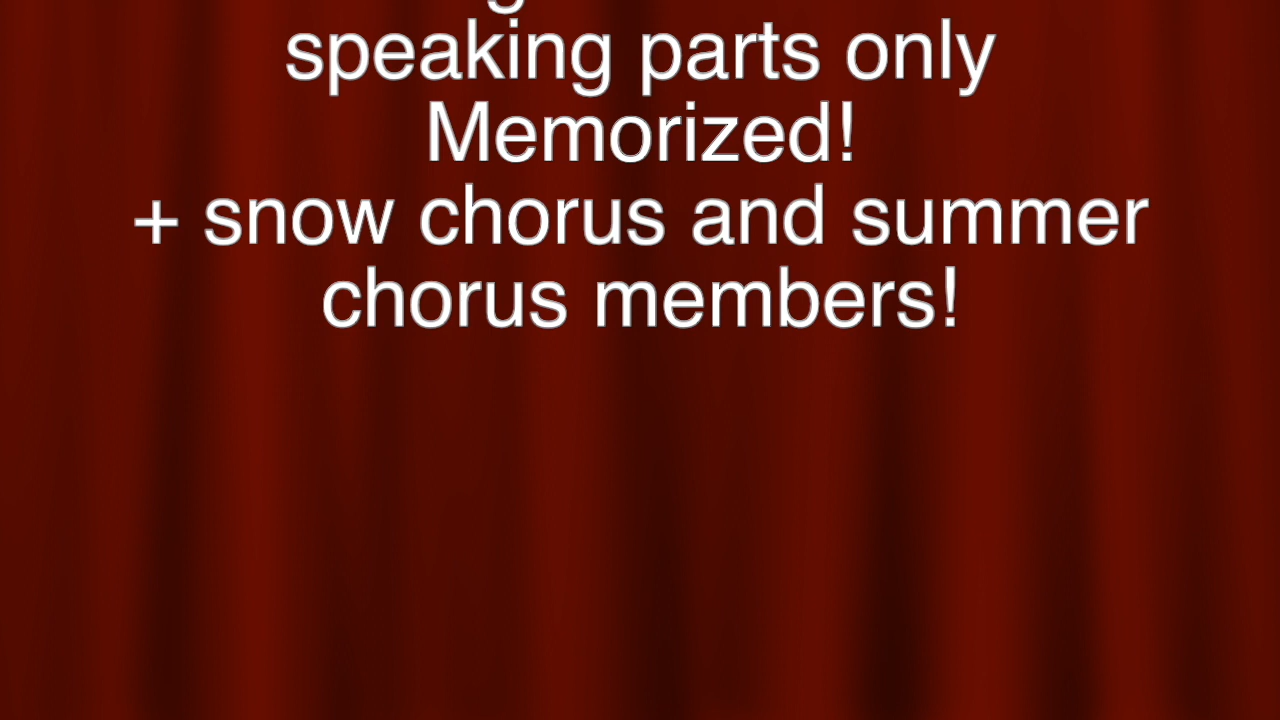 speaking parts only
Memorized!
+ snow chorus and summer
chorus members!